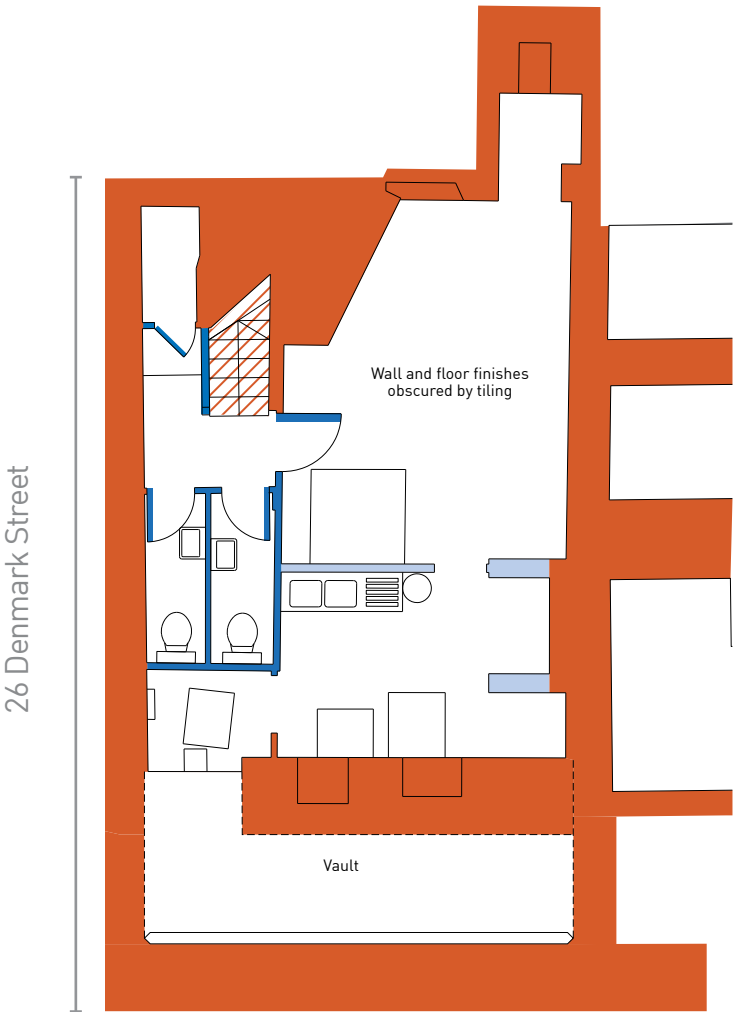 26 Denmark Street
Wall and floor finishes
obscured by tiling
Vault